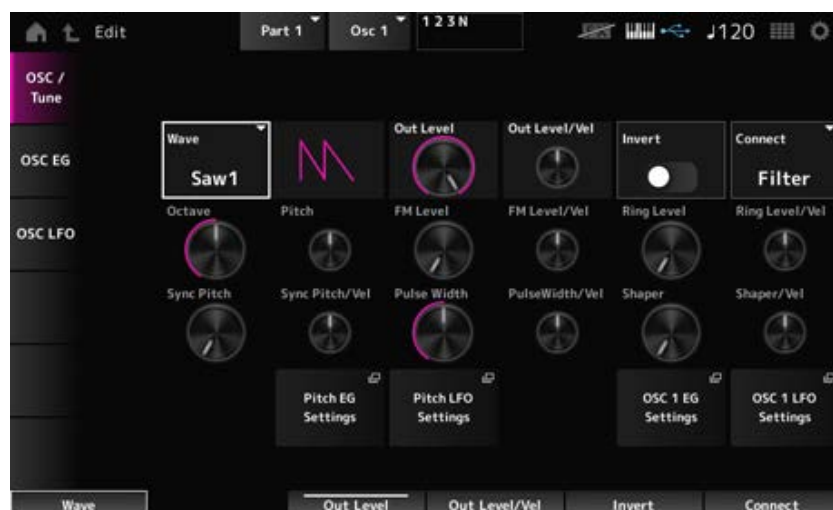 Edit
Part 1
Osc 1
1 2 3 N
♩120
OSC /
Tune
OSC EG
OSC LFO
Wave
Saw1
Out Level
Out Level/Vel
Invert
Connect
Filter
Octave
Pitch
FM Level
FM Level/Vel
Ring Level
Ring Level/Vel
Sync Pitch
Sync Pitch/Vel
Pulse Width
PulseWidth/Vel
Shaper
Shaper/Vel
Pitch EG
Settings
Pitch LFO
Settings
OSC 1 EG
Settings
OSC 1 LFO
Settings
Wave
Out Level
Out Level/Vel
Invert
Connect